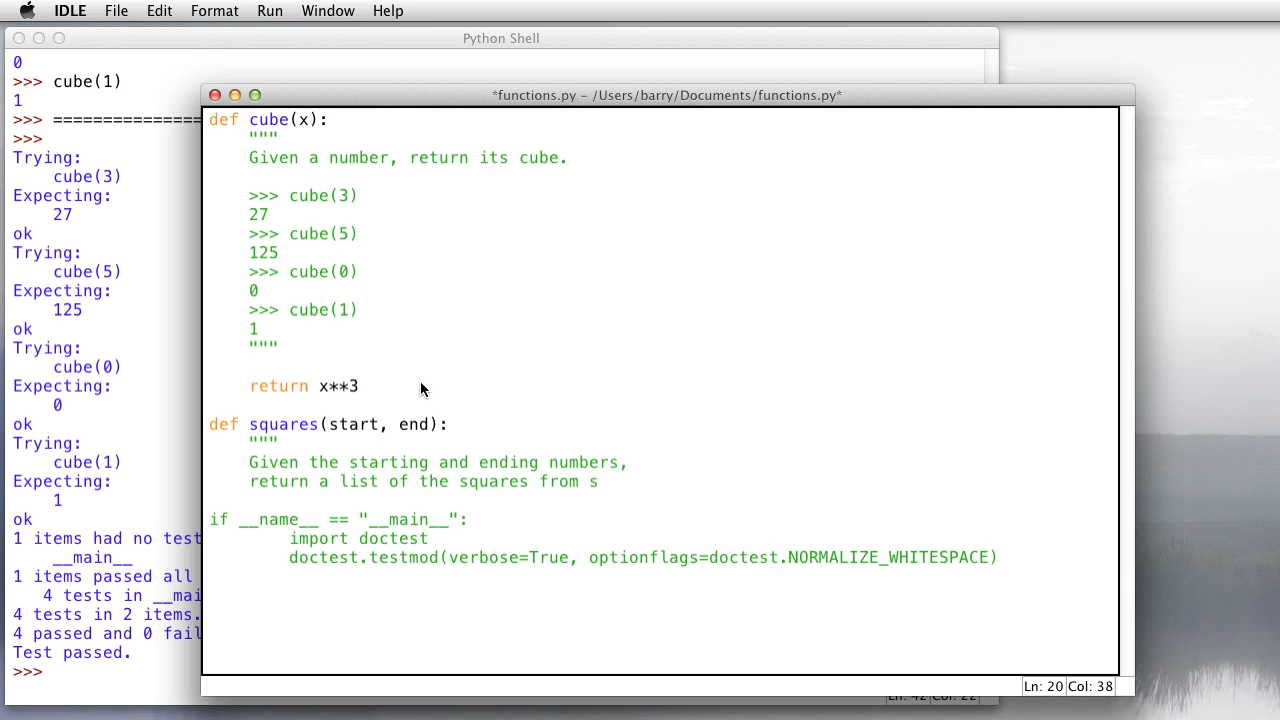 IDLE File Edit Format Run Window Help
Python Shell
0
>>> cube(1)
1
>>> ================
>>>
Trying:
    cube(3)
Expecting:
    27
ok
Trying:
    cube(5)
Expecting:
    125
ok
Trying:
    cube(0)
Expecting:
    0
ok
Trying:
    cube(1)
Expecting:
    1
ok
1 items had no test
    __main__
1 items passed all
   4 tests in __mai
4 tests in 2 items.
4 passed and 0 fail
Test passed.
>>>
*functions.py - /Users/barry/Documents/functions.py*
def cube(x):
    """
    Given a number, return its cube.

    >>> cube(3)
    27
    >>> cube(5)
    125
    >>> cube(0)
    0
    >>> cube(1)
    1
    """

    return x**3

def squares(start, end):
    """
    Given the starting and ending numbers,
    return a list of the squares from s

if __name__ == "__main__":
        import doctest
        doctest.testmod(verbose=True, optionflags=doctest.NORMALIZE_WHITESPACE)
Ln: 20 Col: 38
Ln: 42 Col: 22